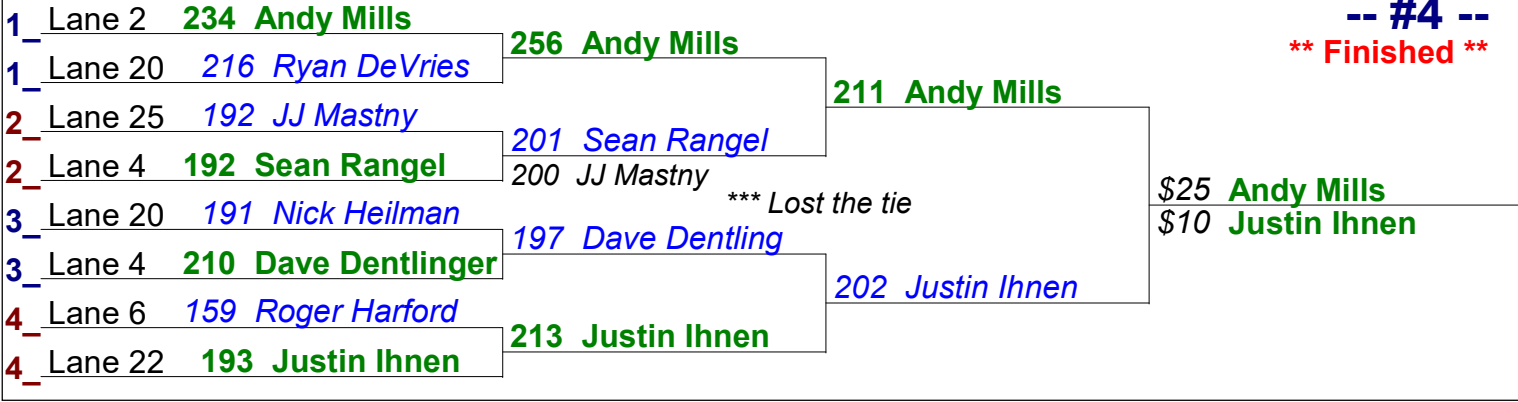 -- #4 --
** Finished **
1_ Lane 2 234 Andy Mills
256 Andy Mills
1_ Lane 20 216 Ryan DeVries
211 Andy Mills
2_ Lane 25 192 JJ Mastny
201 Sean Rangel
2_ Lane 4 192 Sean Rangel
200 JJ Mastny
*** Lost the tie
$25 Andy Mills
$10 Justin Ihnen
3_ Lane 20 191 Nick Heilman
197 Dave Dentling
3_ Lane 4 210 Dave Dentlinger
202 Justin Ihnen
4_ Lane 6 159 Roger Harford
213 Justin Ihnen
4_ Lane 22 193 Justin Ihnen